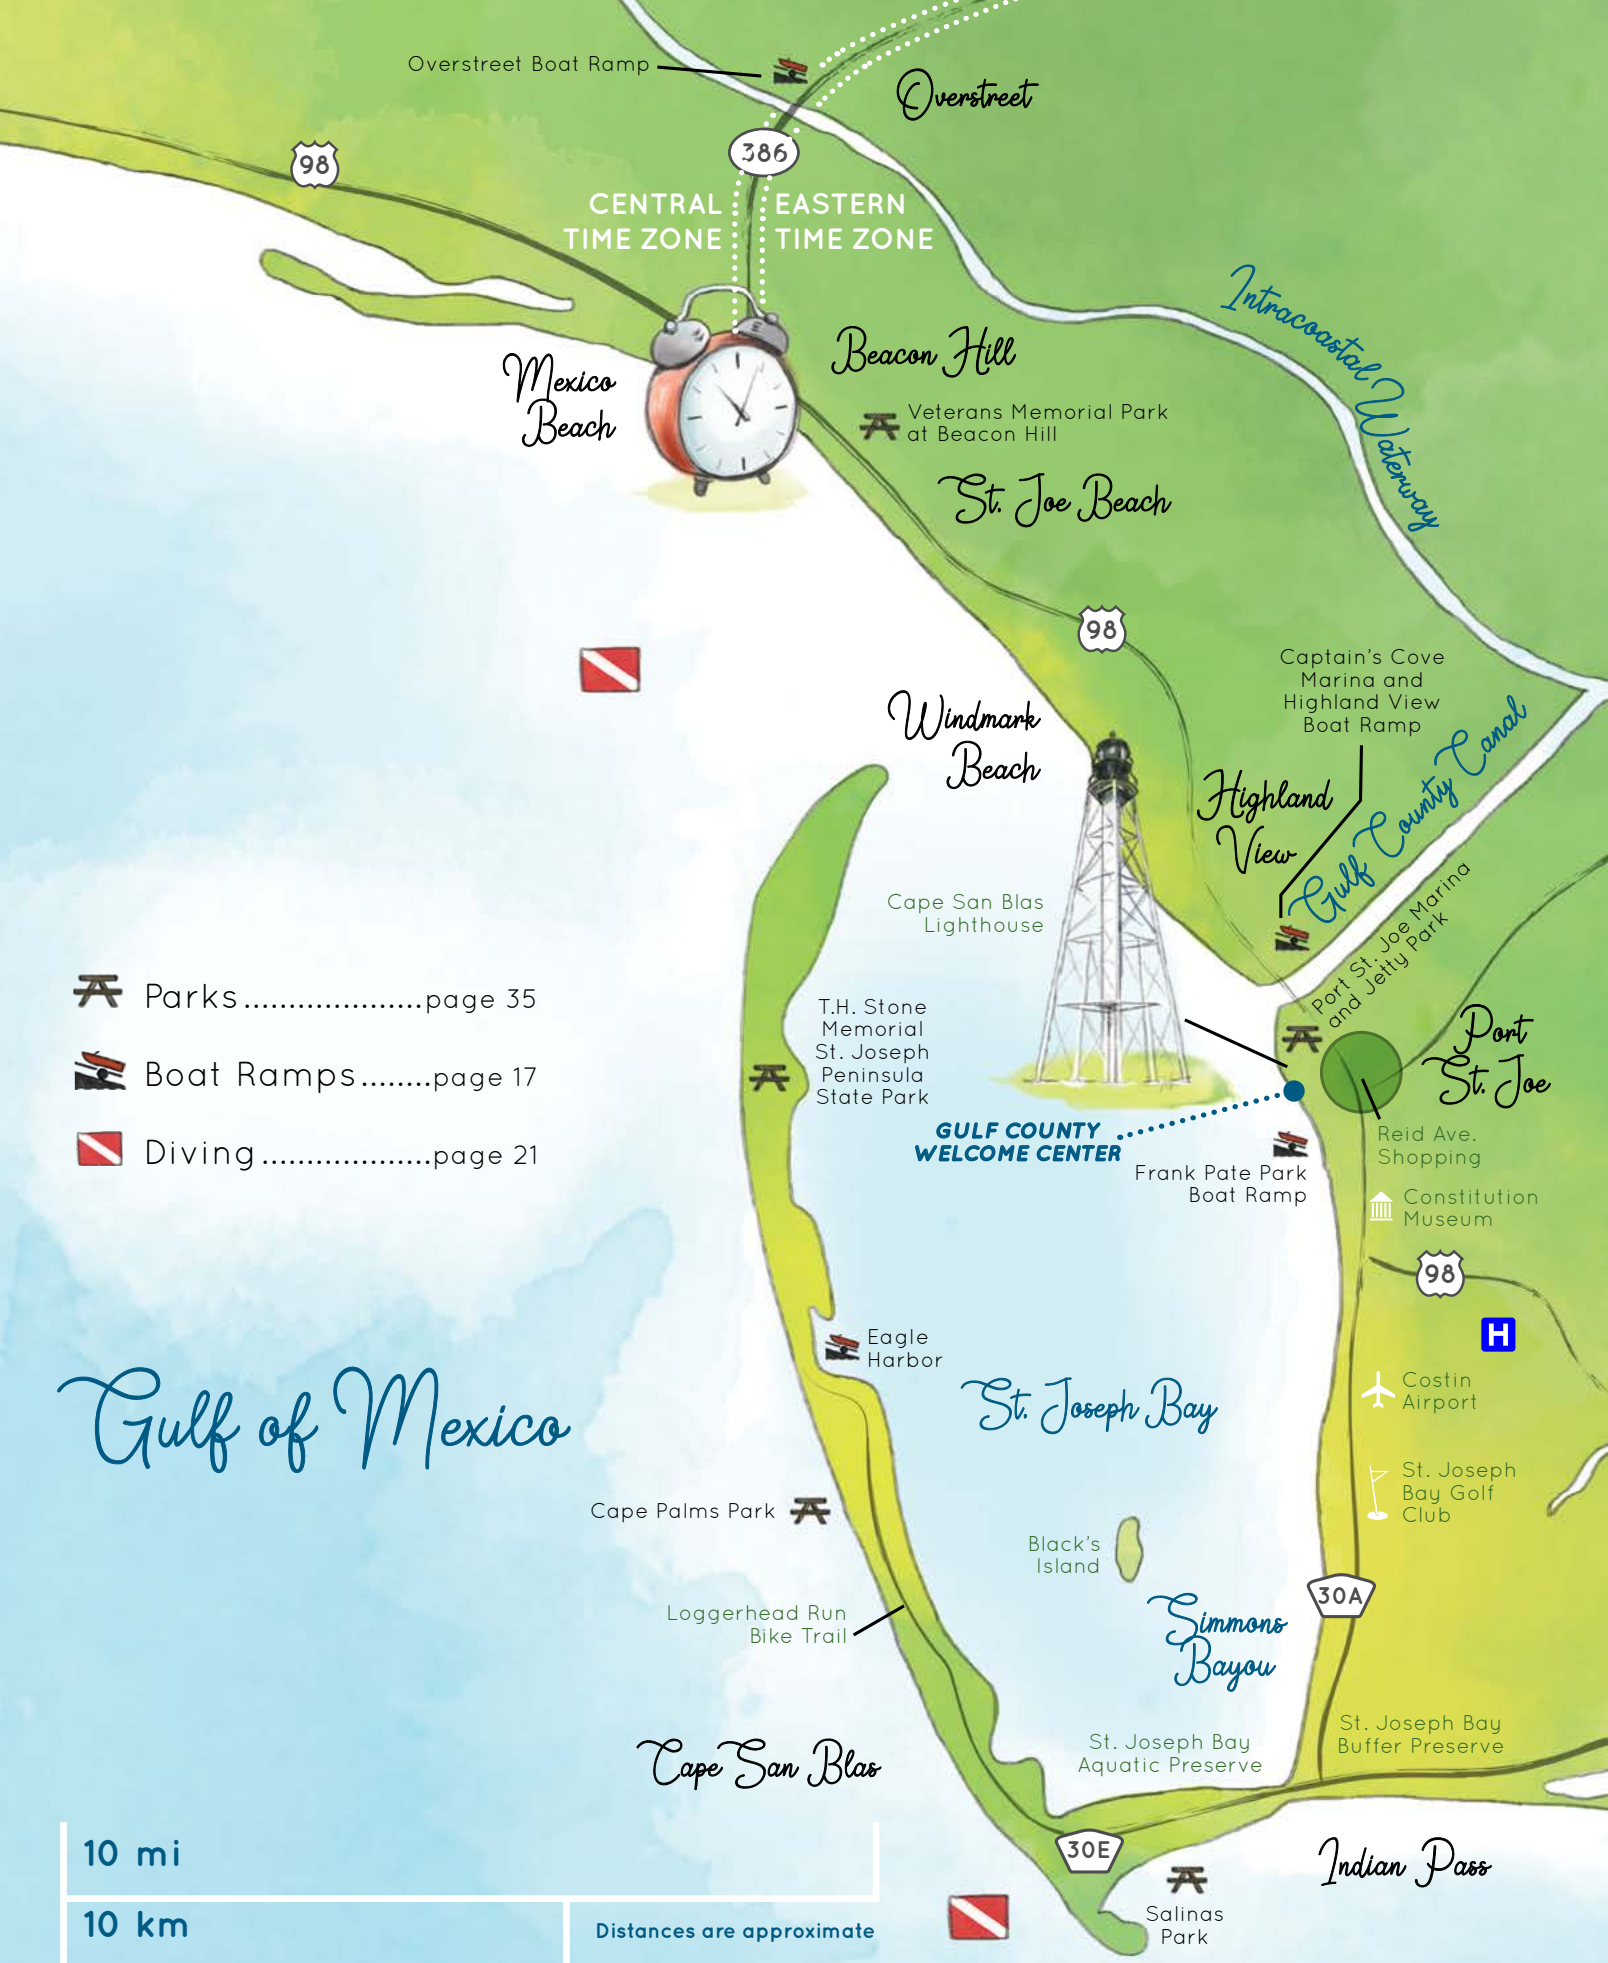 Overstreet Boat Ramp
Overstreet
98
386
CENTRAL
TIME ZONE
EASTERN
TIME ZONE
Intracoastal Waterway
Mexico
Beach
Beacon Hill
Veterans Memorial Park
at Beacon Hill
St. Joe Beach
98
Captain's Cove
Marina and
Highland View
Boat Ramp
Windmark
Beach
Highland
View
Gulf County Canal
Cape San Blas
Lighthouse
Port St. Joe Marina
and Jetty Park
Parks....................page 35
Boat Ramps........page 17
Diving...................page 21
T.H. Stone
Memorial
St. Joseph
Peninsula
State Park
Port
St. Joe
GULF COUNTY
WELCOME CENTER
Reid Ave.
Shopping
Frank Pate Park
Boat Ramp
Constitution
Museum
98
H
Eagle
Harbor
Gulf of Mexico
St. Joseph Bay
Costin
Airport
St. Joseph
Bay Golf
Club
Cape Palms Park
Black's
Island
30A
Loggerhead Run
Bike Trail
Simmons
Bayou
St. Joseph Bay
Buffer Preserve
St. Joseph Bay
Aquatic Preserve
Cape San Blas
30E
Indian Pass
Salinas
Park
10 mi
10 km
Distances are approximate